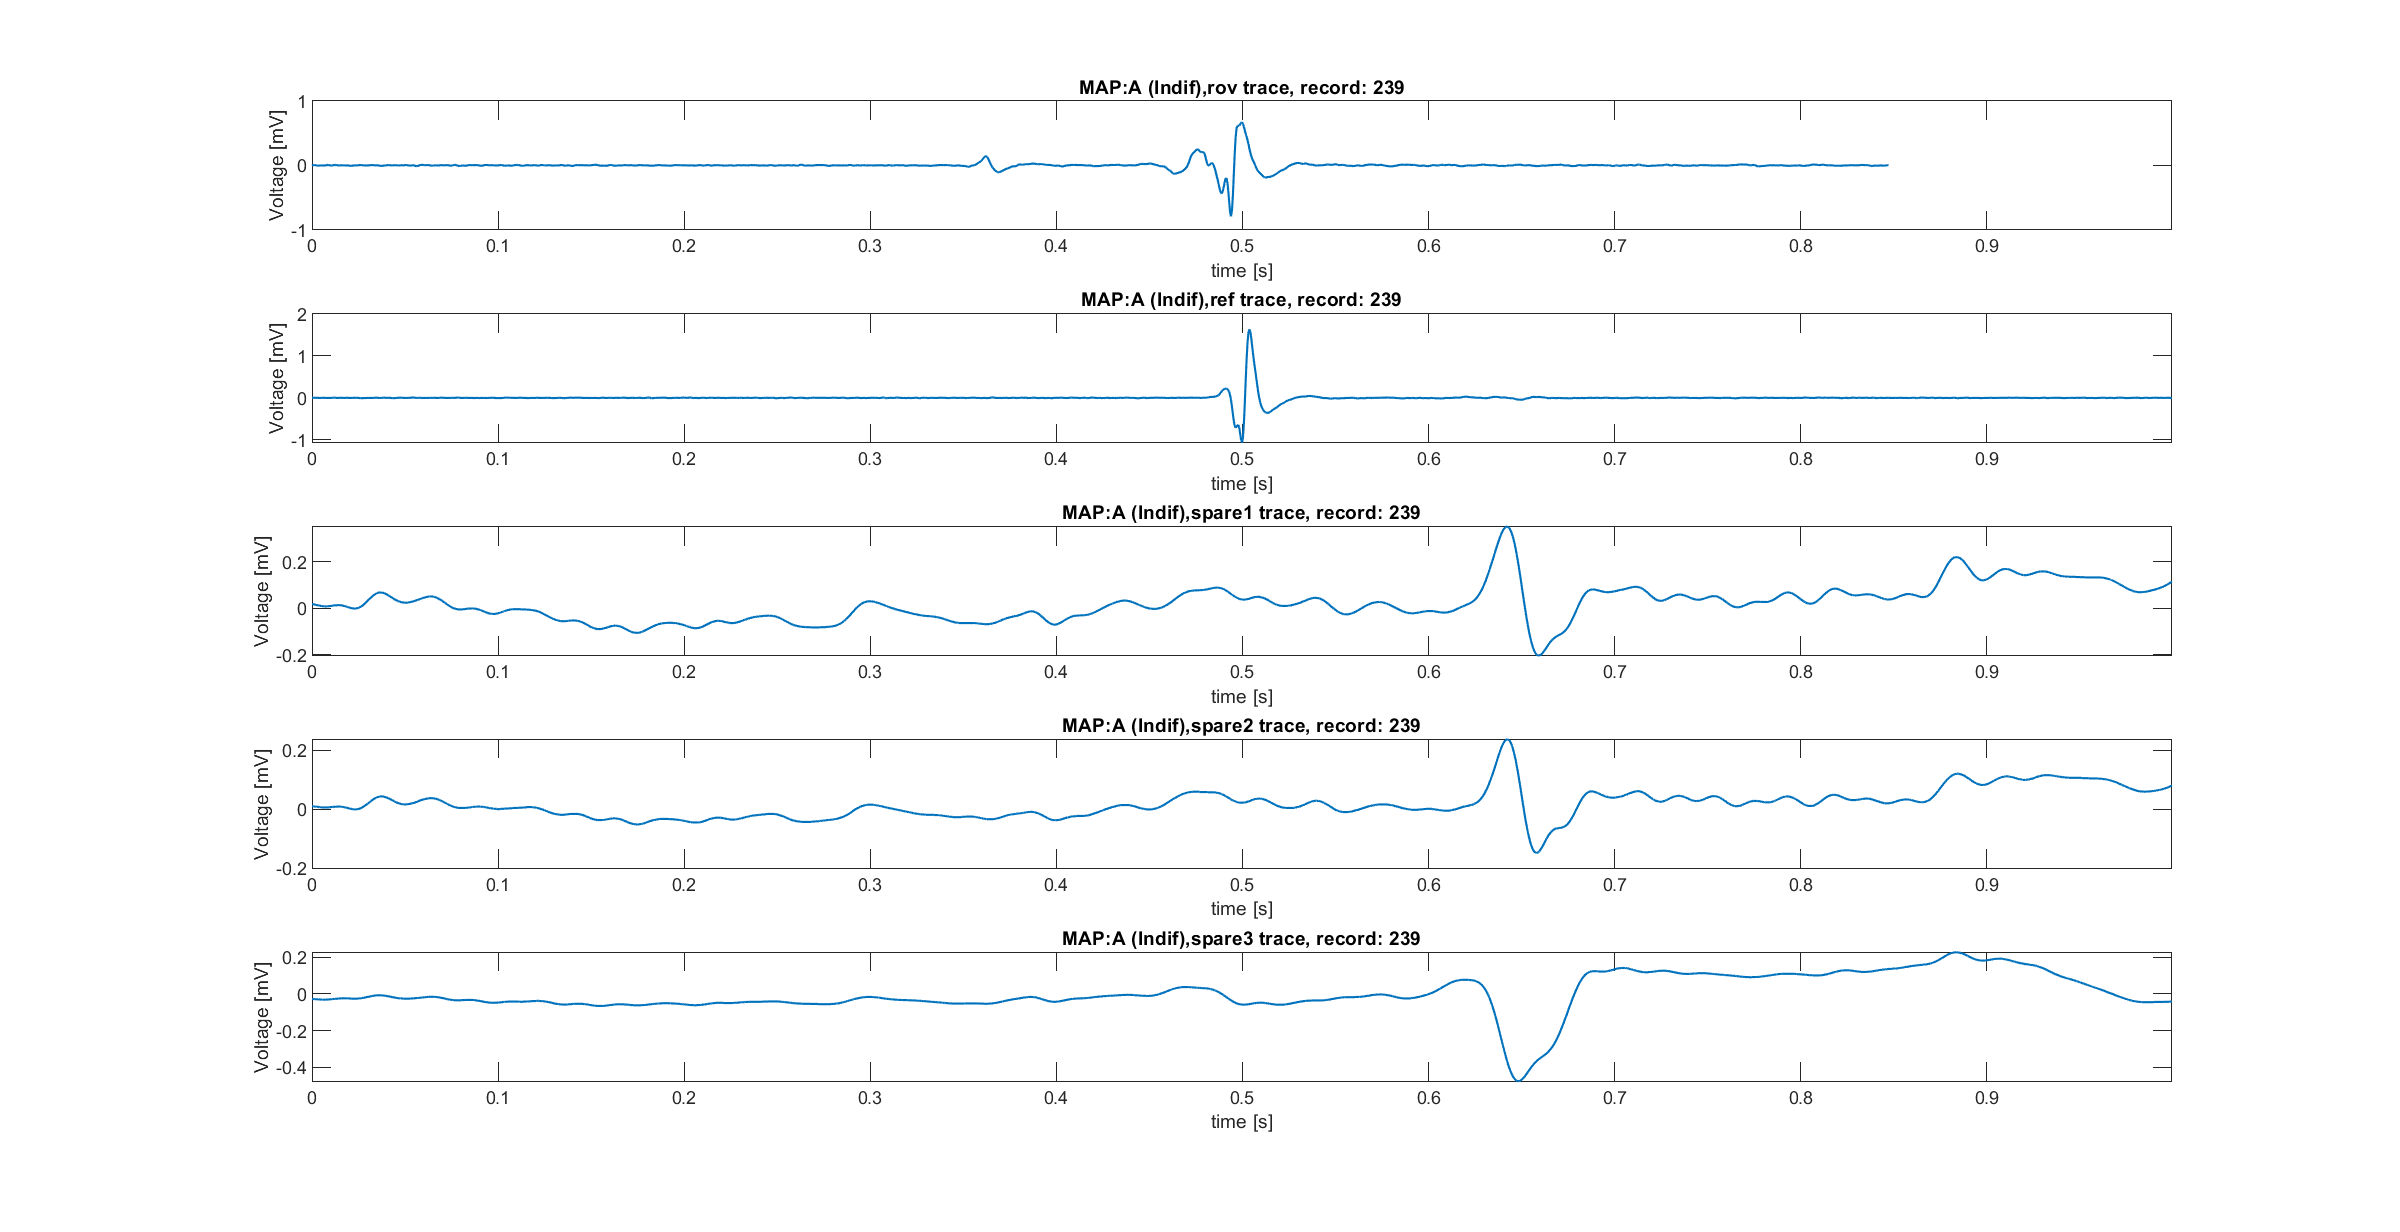 MAP:A (Indif),rov trace, record: 239
Voltage [mV]
1
0
-1
0 0.1 0.2 0.3 0.4 0.5 0.6 0.7 0.8 0.9
time [s]
MAP:A (Indif),ref trace, record: 239
Voltage [mV]
2
1
0
-1
0 0.1 0.2 0.3 0.4 0.5 0.6 0.7 0.8 0.9
time [s]
MAP:A (Indif),spare1 trace, record: 239
Voltage [mV]
0.2
0
-0.2
0 0.1 0.2 0.3 0.4 0.5 0.6 0.7 0.8 0.9
time [s]
MAP:A (Indif),spare2 trace, record: 239
Voltage [mV]
0.2
0
-0.2
0 0.1 0.2 0.3 0.4 0.5 0.6 0.7 0.8 0.9
time [s]
MAP:A (Indif),spare3 trace, record: 239
Voltage [mV]
0.2
0
-0.2
-0.4
0 0.1 0.2 0.3 0.4 0.5 0.6 0.7 0.8 0.9
time [s]